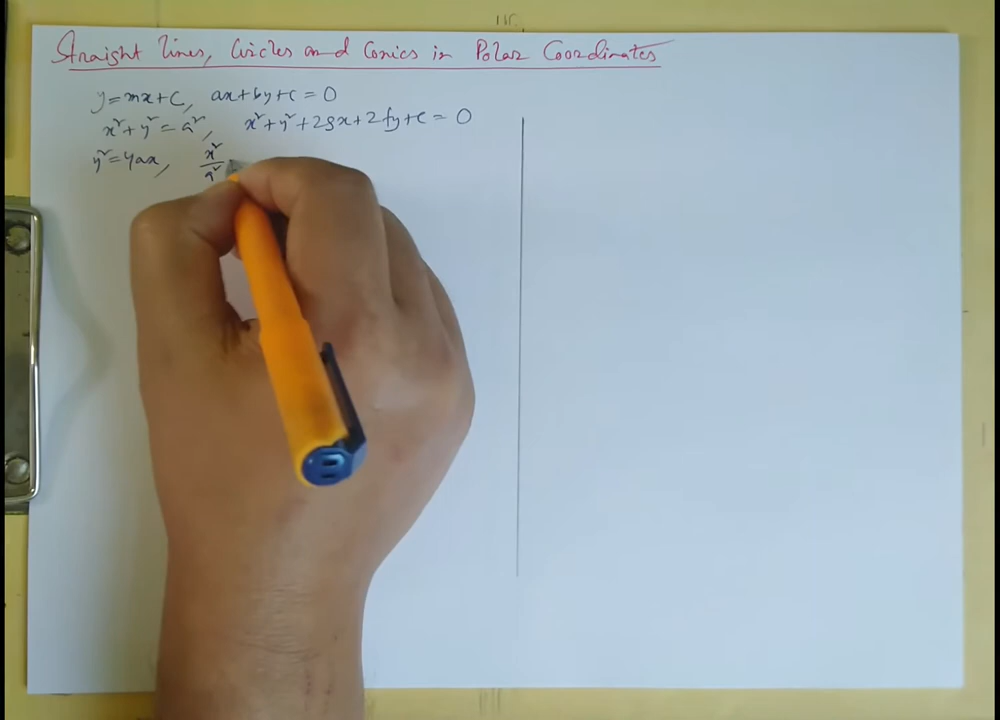 Straight lines, Circles and Conics in Polar Coordinates
y=mx+c, ax+by+c=0
x²+y²=a², x²+y²+2gx+2fy+c=0
y²=4ax, x²/a²